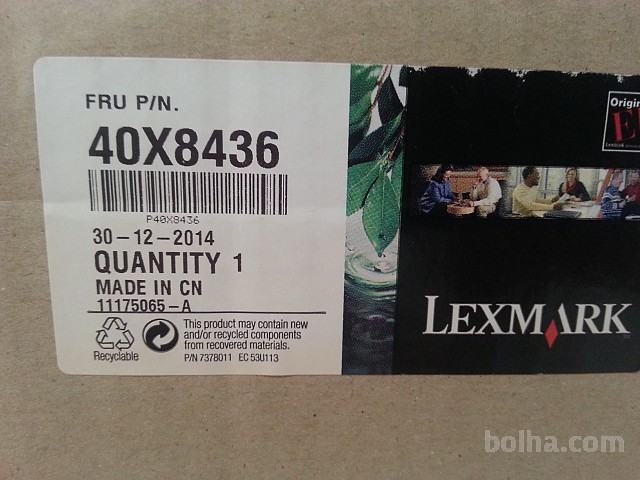 FRU P/N.
40X8436
P40X8436
30-12-2014
QUANTITY 1
MADE IN CN
11175065-A
Recyclable
This product may contain new
and/or recycled components
from recovered materials.
P/N 7378011 EC 53U113
LEXMARK
bolha.com